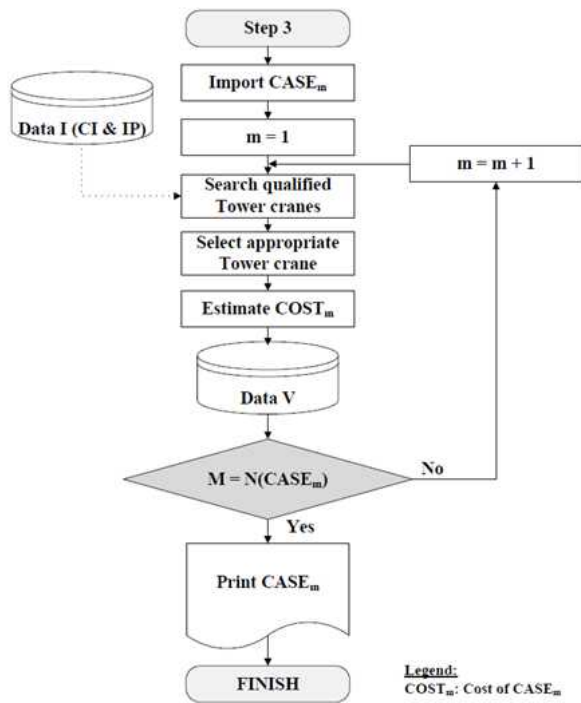 Step 3
Import CASEm
Data I (CI & IP)
m = 1
m = m + 1
Search qualified
Tower cranes
Select appropriate
Tower crane
Estimate COSTm
Data V
M = N(CASEm)
No
Yes
Print CASEm
FINISH
Legend:
COSTm: Cost of CASEm